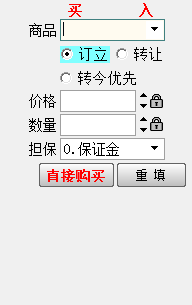 买 入
商品
订立 转让
转今优先
价格
数量
担保 0.保证金
直接购买 重 填